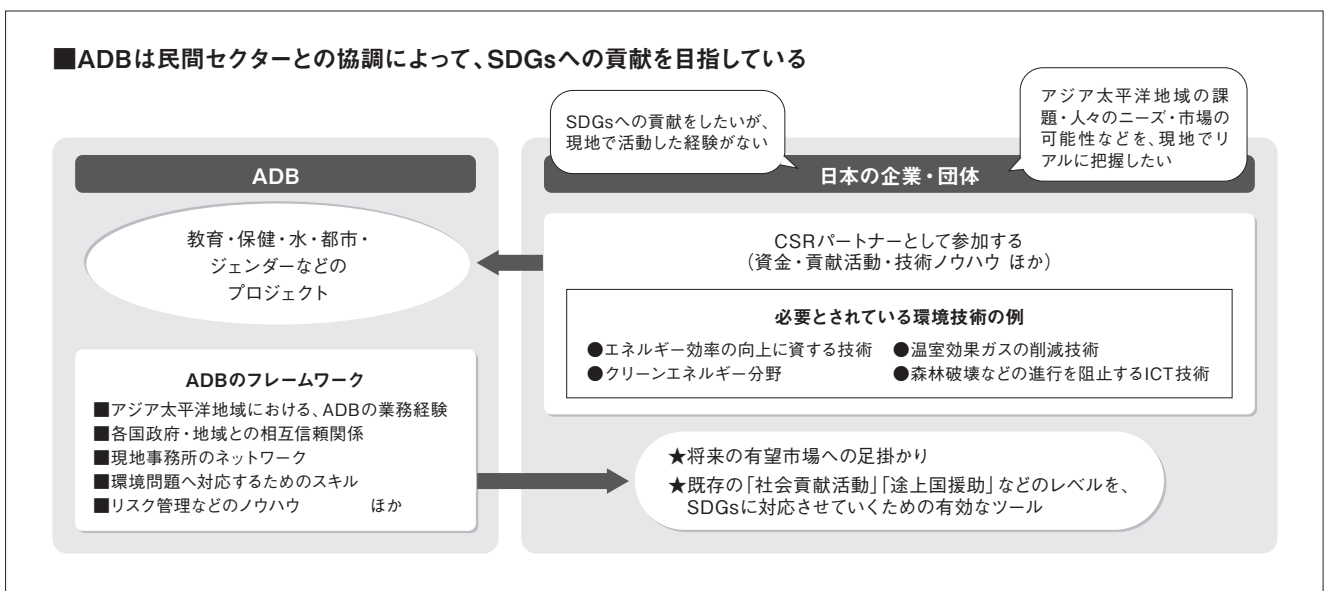 ■ADBは民間セクターとの協調によって、SDGsへの貢献を目指している
SDGsへの貢献をしたいが、
現地で活動した経験がない
アジア太平洋地域の課
題・人々のニーズ・市場の
可能性などを、現地でリ
アルに把握したい
ADB
日本の企業・団体
教育・保健・水・都市・
ジェンダーなどの
プロジェクト
CSRパートナーとして参加する
（資金・貢献活動・技術ノウハウ ほか）
必要とされている環境技術の例
●エネルギー効率の向上に資する技術
●温室効果ガスの削減技術
●クリーンエネルギー分野
●森林破壊などの進行を阻止するICT技術
ADBのフレームワーク
■アジア太平洋地域における、ADBの業務経験
■各国政府・地域との相互信頼関係
■現地事務所のネットワーク
■環境問題へ対応するためのスキル
■リスク管理などのノウハウ ほか
★将来の有望市場への足掛かり
★既存の「社会貢献活動」「途上国援助」などのレベルを、
SDGsに対応させていくための有効なツール